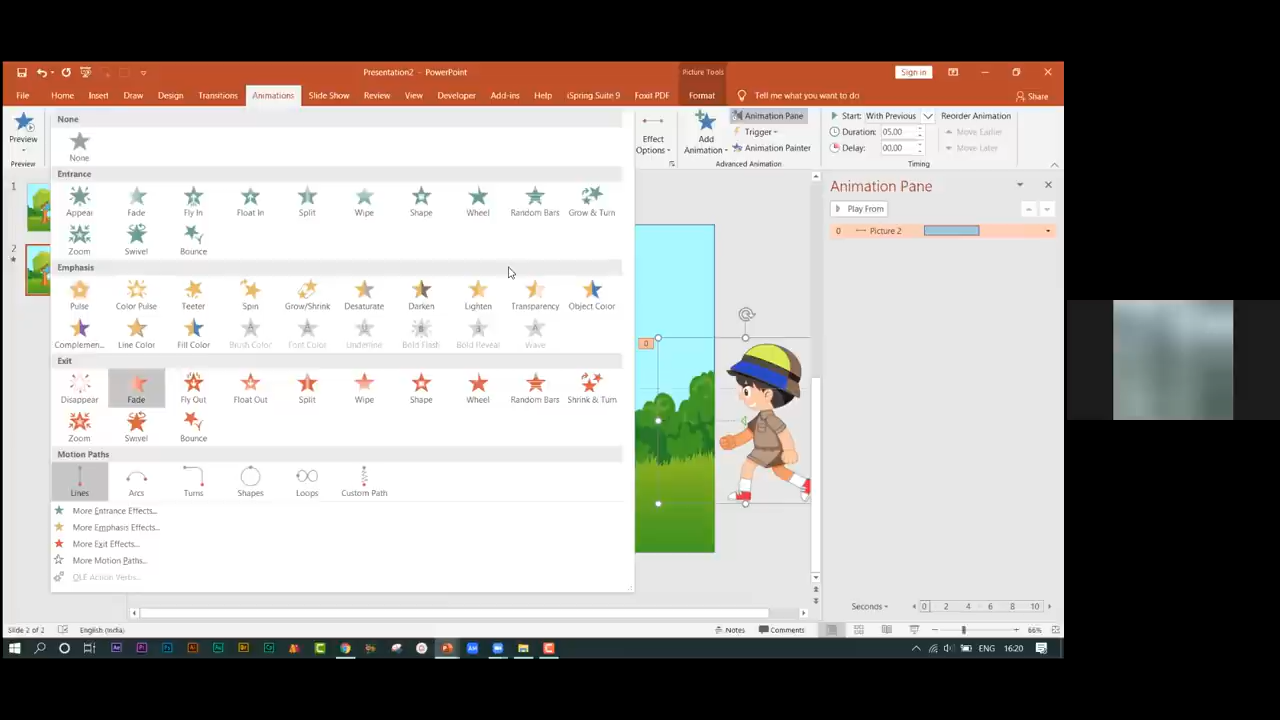 Presentation2 - PowerPoint
Picture Tools
Sign in
File Home Insert Draw Design Transitions Animations Slide Show Review View Developer Add-ins Help iSpring Suite 9 Foxit PDF Format Tell me what you want to do Share
Preview
Preview
None
None
Entrance
Appear Fade Fly In Float In Split Wipe Shape Wheel Random Bars Grow & Turn
Zoom Swivel Bounce
Emphasis
Pulse Color Pulse Teeter Spin Grow/Shrink Desaturate Darken Lighten Transparency Object Color
Complemen... Line Color Fill Color Brush Color Font Color Underline Bold Flash Bold Reveal Wave
Exit
Disappear Fade Fly Out Float Out Split Wipe Shape Wheel Random Bars Shrink & Turn
Zoom Swivel Bounce
Motion Paths
Lines Arcs Turns Shapes Loops Custom Path
More Entrance Effects...
More Emphasis Effects...
More Exit Effects...
More Motion Paths...
OLE Action Verbs...
Effect Options
Add Animation
Animation Pane
Trigger
Animation Painter
Advanced Animation
Start: With Previous
Duration: 05.00
Delay: 00.00
Reorder Animation
Move Earlier
Move Later
Timing
1
2
0
Animation Pane
Play From
0 Picture 2
Seconds 0 2 4 6 8 10
Slide 2 of 2 English (India) Notes Comments 66%
ENG 16:20